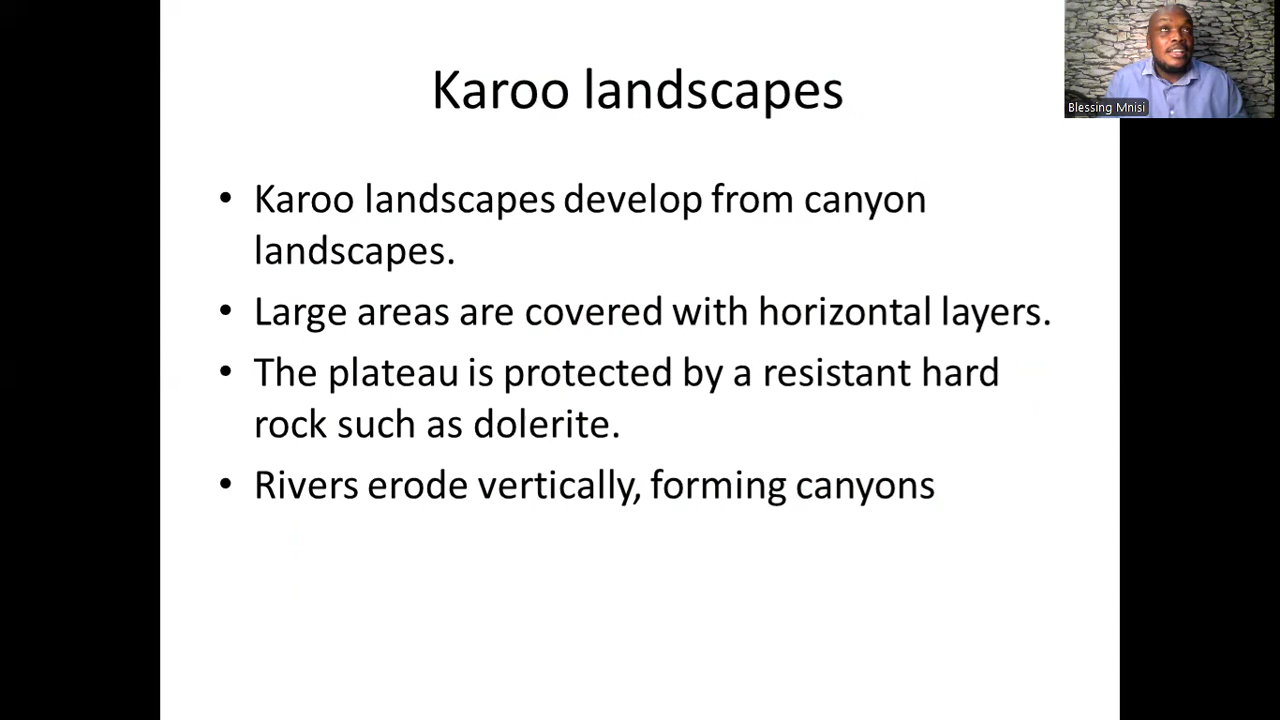 Karoo landscapes
Blessing Mnisi
• Karoo landscapes develop from canyon
landscapes.
• Large areas are covered with horizontal layers.
• The plateau is protected by a resistant hard
rock such as dolerite.
• Rivers erode vertically, forming canyons